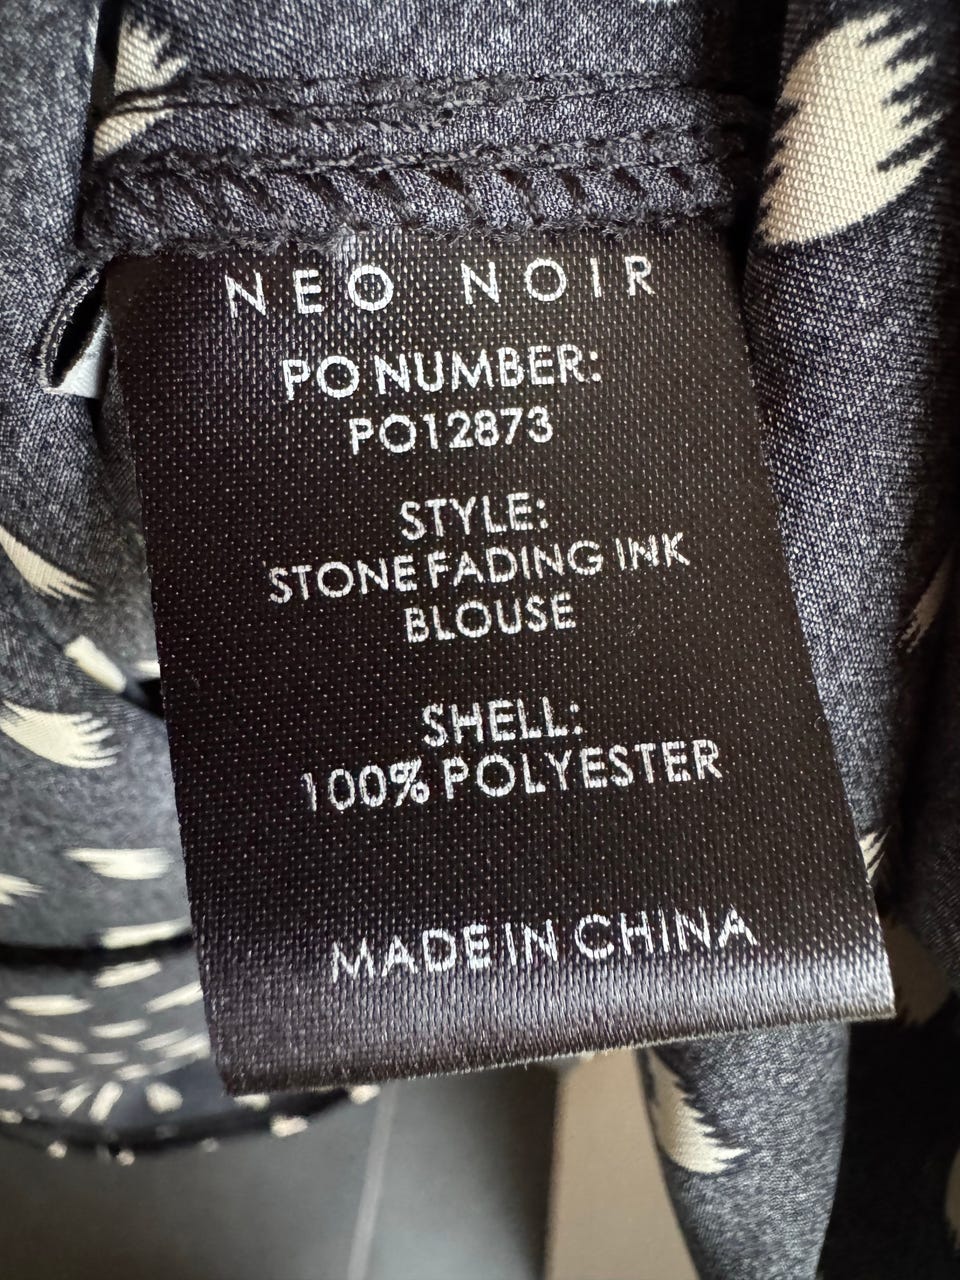 NEO NOIR
PO NUMBER:
PO12873
STYLE:
STONE FADING INK
BLOUSE
SHELL:
100% POLYESTER
MADE IN CHINA